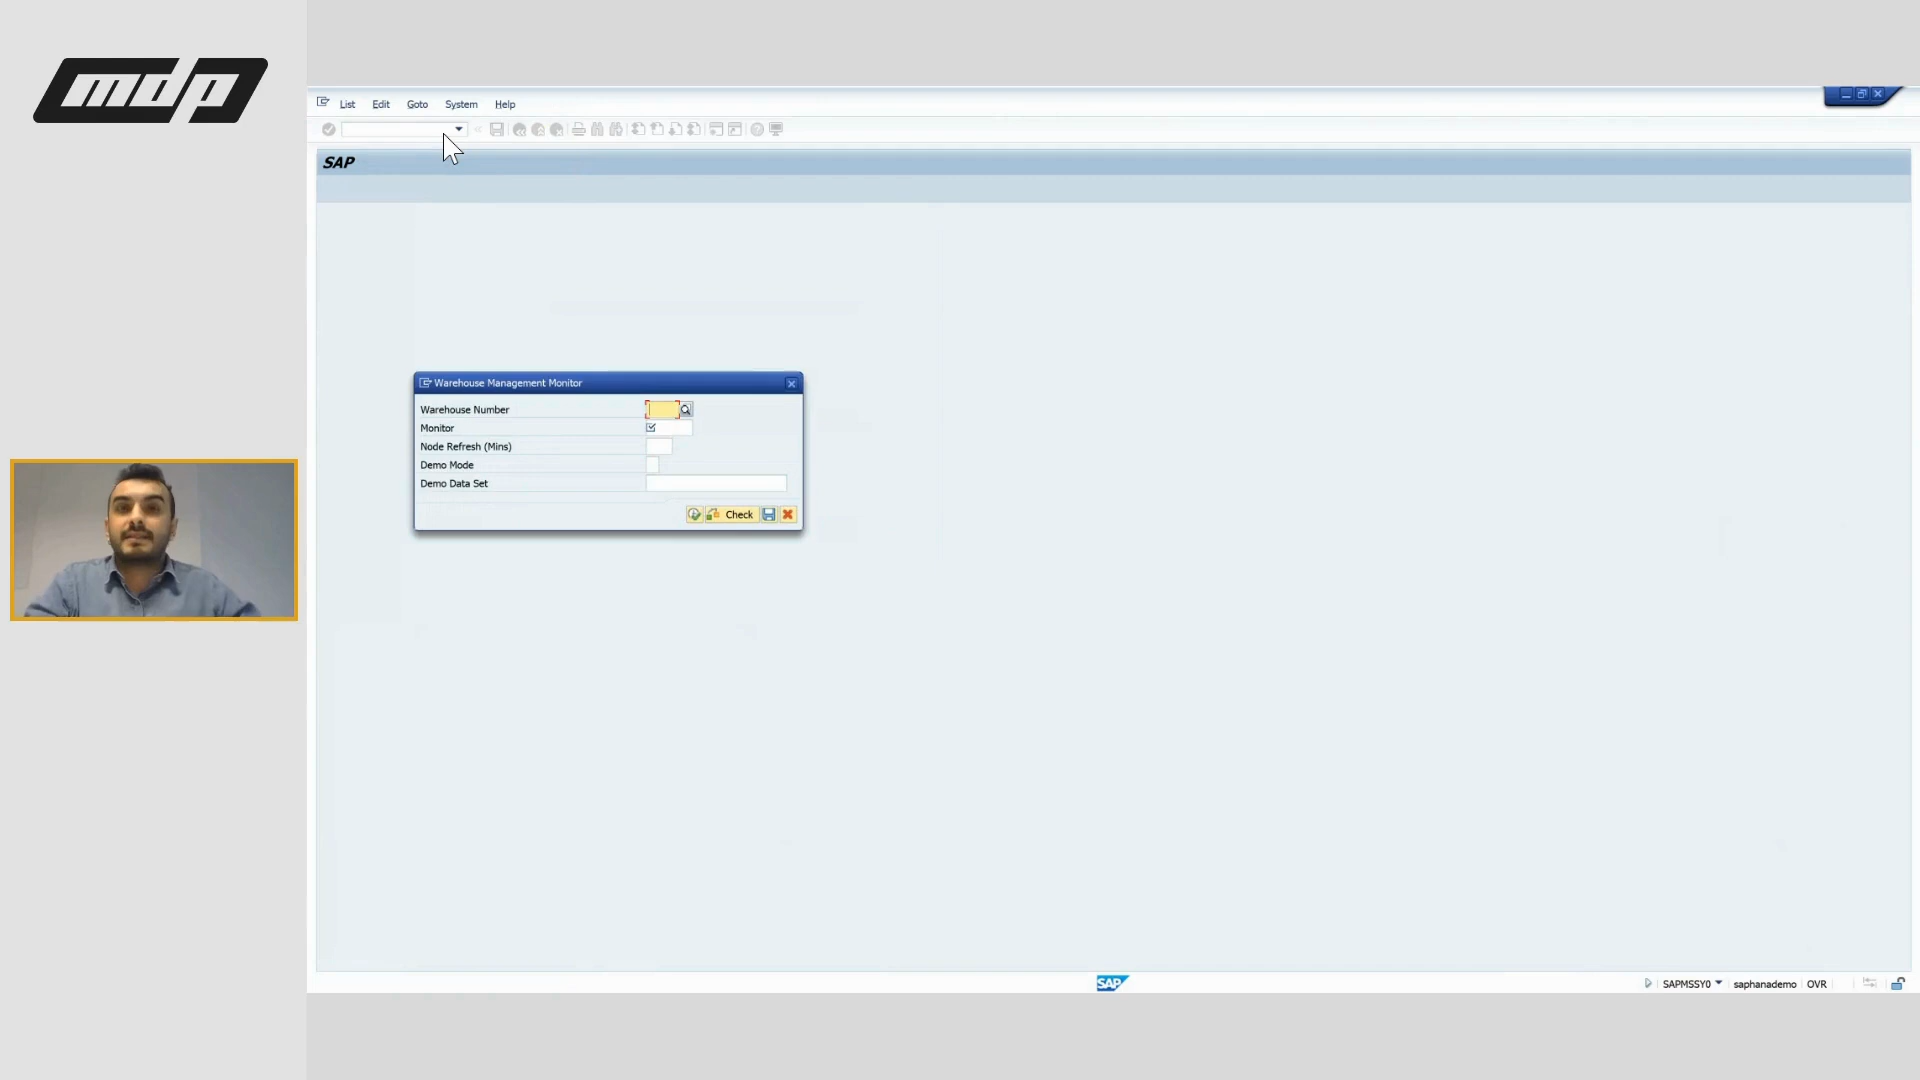 mdp
List Edit Goto System Help
SAP
Warehouse Management Monitor
Warehouse Number
Monitor
Node Refresh (Mins)
Demo Mode
Demo Data Set
Check
SAP
SAPMSSY0 saphanademo OVR